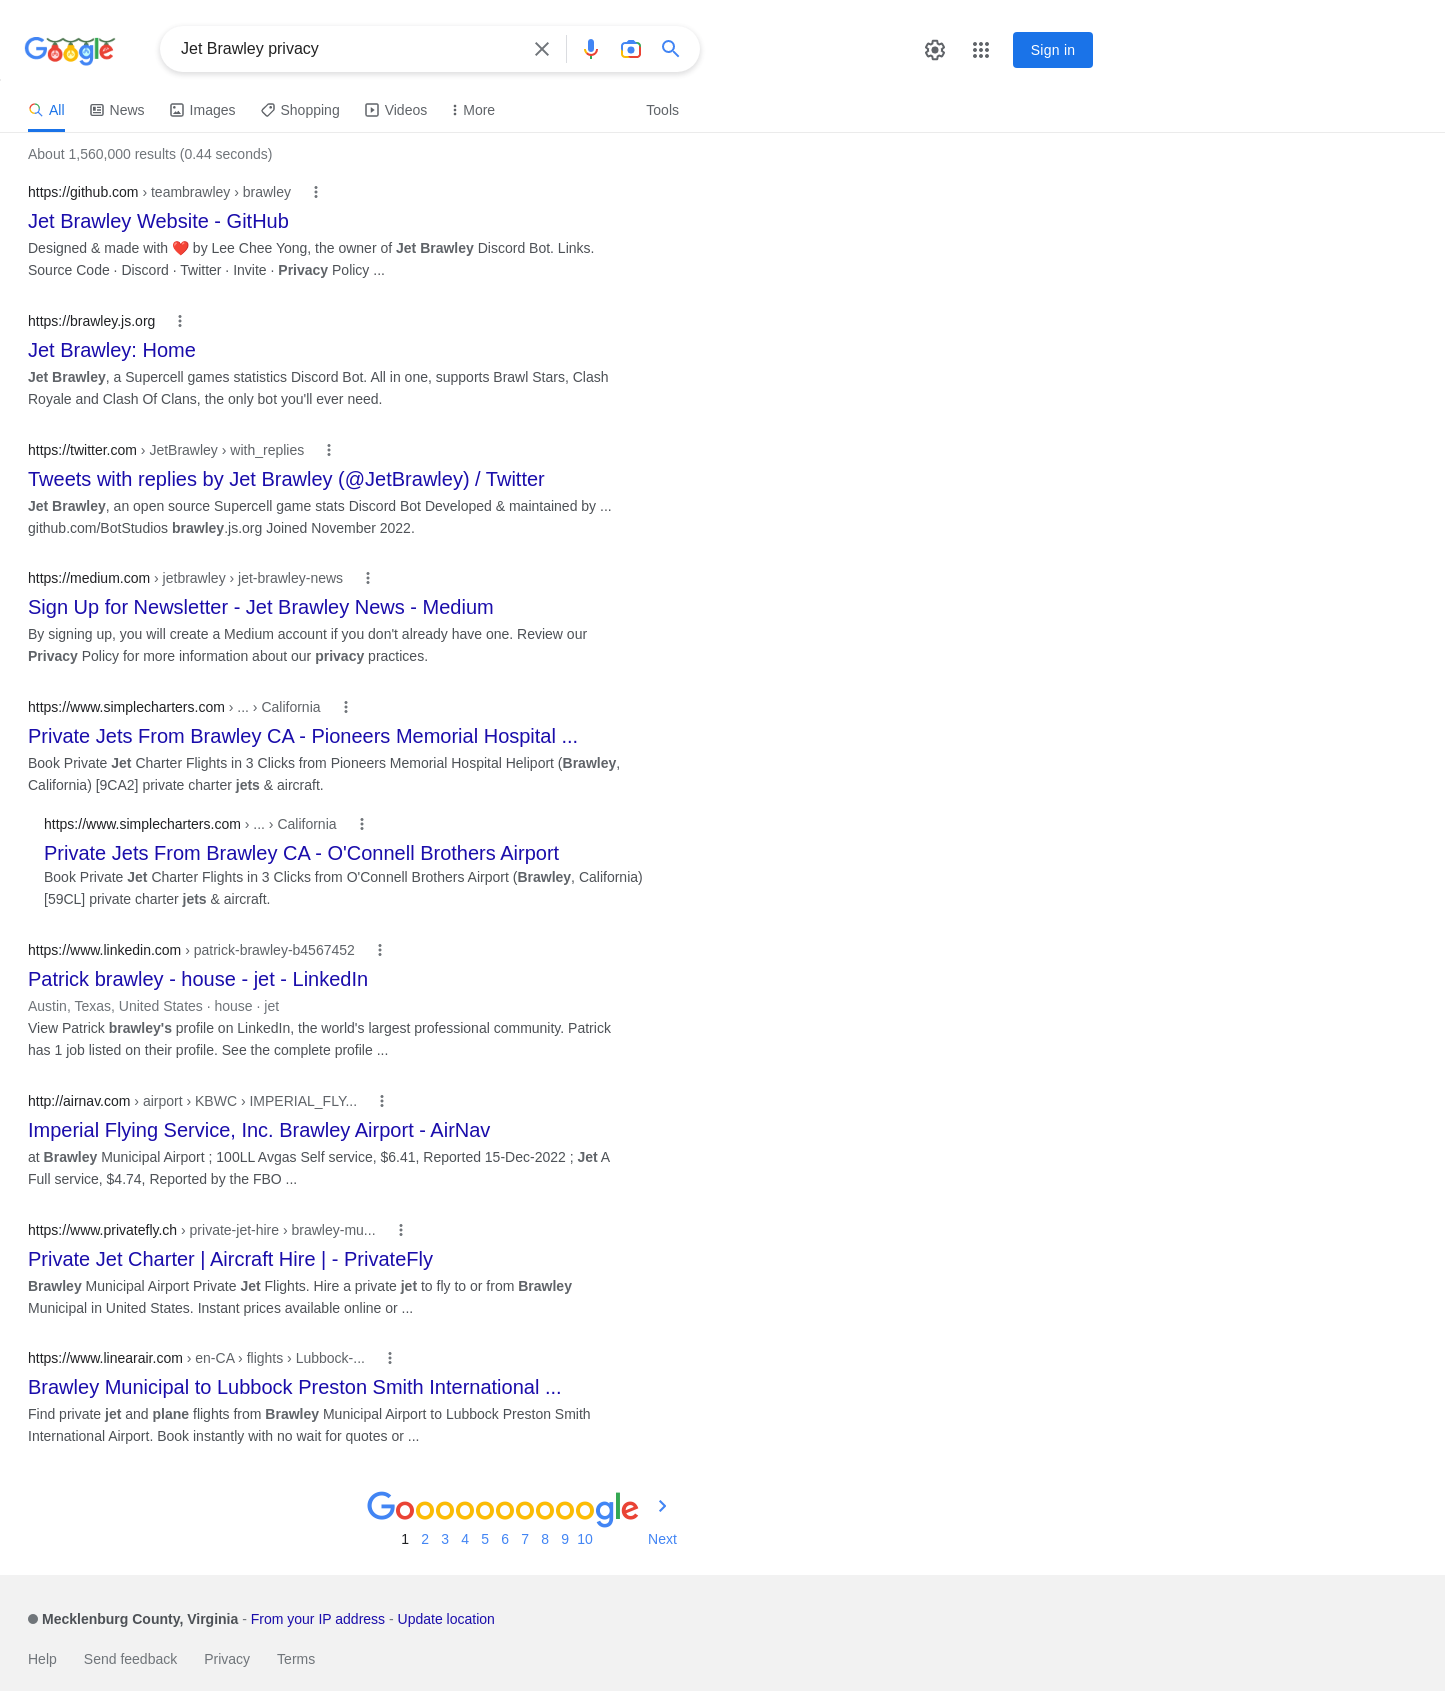 Google
Jet Brawley privacy
Sign in
All News Images Shopping Videos More Tools
About 1,560,000 results (0.44 seconds)
https://github.com › teambrawley › brawley
Jet Brawley Website - GitHub
Designed & made with ❤️ by Lee Chee Yong, the owner of Jet Brawley Discord Bot. Links.
Source Code · Discord · Twitter · Invite · Privacy Policy ...
https://brawley.js.org
Jet Brawley: Home
Jet Brawley, a Supercell games statistics Discord Bot. All in one, supports Brawl Stars, Clash
Royale and Clash Of Clans, the only bot you'll ever need.
https://twitter.com › JetBrawley › with_replies
Tweets with replies by Jet Brawley (@JetBrawley) / Twitter
Jet Brawley, an open source Supercell game stats Discord Bot Developed & maintained by ...
github.com/BotStudios brawley.js.org Joined November 2022.
https://medium.com › jetbrawley › jet-brawley-news
Sign Up for Newsletter - Jet Brawley News - Medium
By signing up, you will create a Medium account if you don't already have one. Review our
Privacy Policy for more information about our privacy practices.
https://www.simplecharters.com › ... › California
Private Jets From Brawley CA - Pioneers Memorial Hospital ...
Book Private Jet Charter Flights in 3 Clicks from Pioneers Memorial Hospital Heliport (Brawley,
California) [9CA2] private charter jets & aircraft.
https://www.simplecharters.com › ... › California
Private Jets From Brawley CA - O'Connell Brothers Airport
Book Private Jet Charter Flights in 3 Clicks from O'Connell Brothers Airport (Brawley, California)
[59CL] private charter jets & aircraft.
https://www.linkedin.com › patrick-brawley-b4567452
Patrick brawley - house - jet - LinkedIn
Austin, Texas, United States · house · jet
View Patrick brawley's profile on LinkedIn, the world's largest professional community. Patrick
has 1 job listed on their profile. See the complete profile ...
http://airnav.com › airport › KBWC › IMPERIAL_FLY...
Imperial Flying Service, Inc. Brawley Airport - AirNav
at Brawley Municipal Airport ; 100LL Avgas Self service, $6.41, Reported 15-Dec-2022 ; Jet A
Full service, $4.74, Reported by the FBO ...
https://www.privatefly.ch › private-jet-hire › brawley-mu...
Private Jet Charter | Aircraft Hire | - PrivateFly
Brawley Municipal Airport Private Jet Flights. Hire a private jet to fly to or from Brawley
Municipal in United States. Instant prices available online or ...
https://www.linearair.com › en-CA › flights › Lubbock-...
Brawley Municipal to Lubbock Preston Smith International ...
Find private jet and plane flights from Brawley Municipal Airport to Lubbock Preston Smith
International Airport. Book instantly with no wait for quotes or ...
Goooooooooogle
1 2 3 4 5 6 7 8 9 10 Next
Mecklenburg County, Virginia - From your IP address - Update location
Help Send feedback Privacy Terms